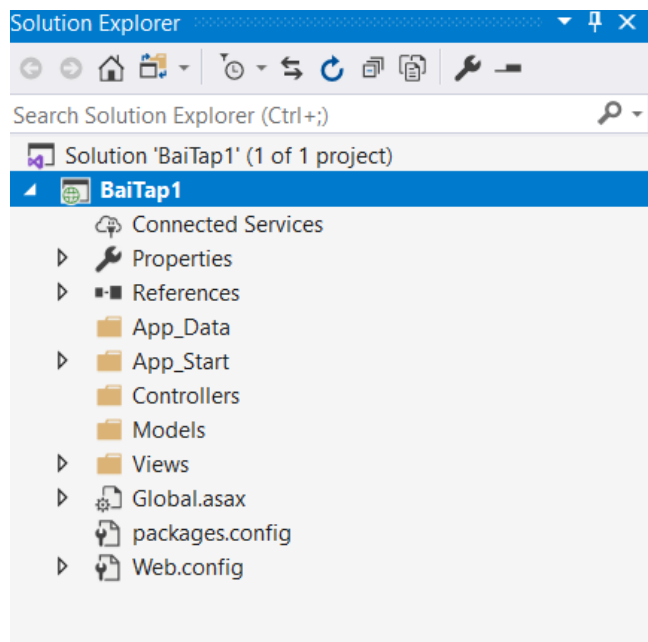 Solution Explorer
Search Solution Explorer (Ctrl+;)
Solution 'BaiTap1' (1 of 1 project)
BaiTap1
Connected Services
Properties
References
App_Data
App_Start
Controllers
Models
Views
Global.asax
packages.config
Web.config